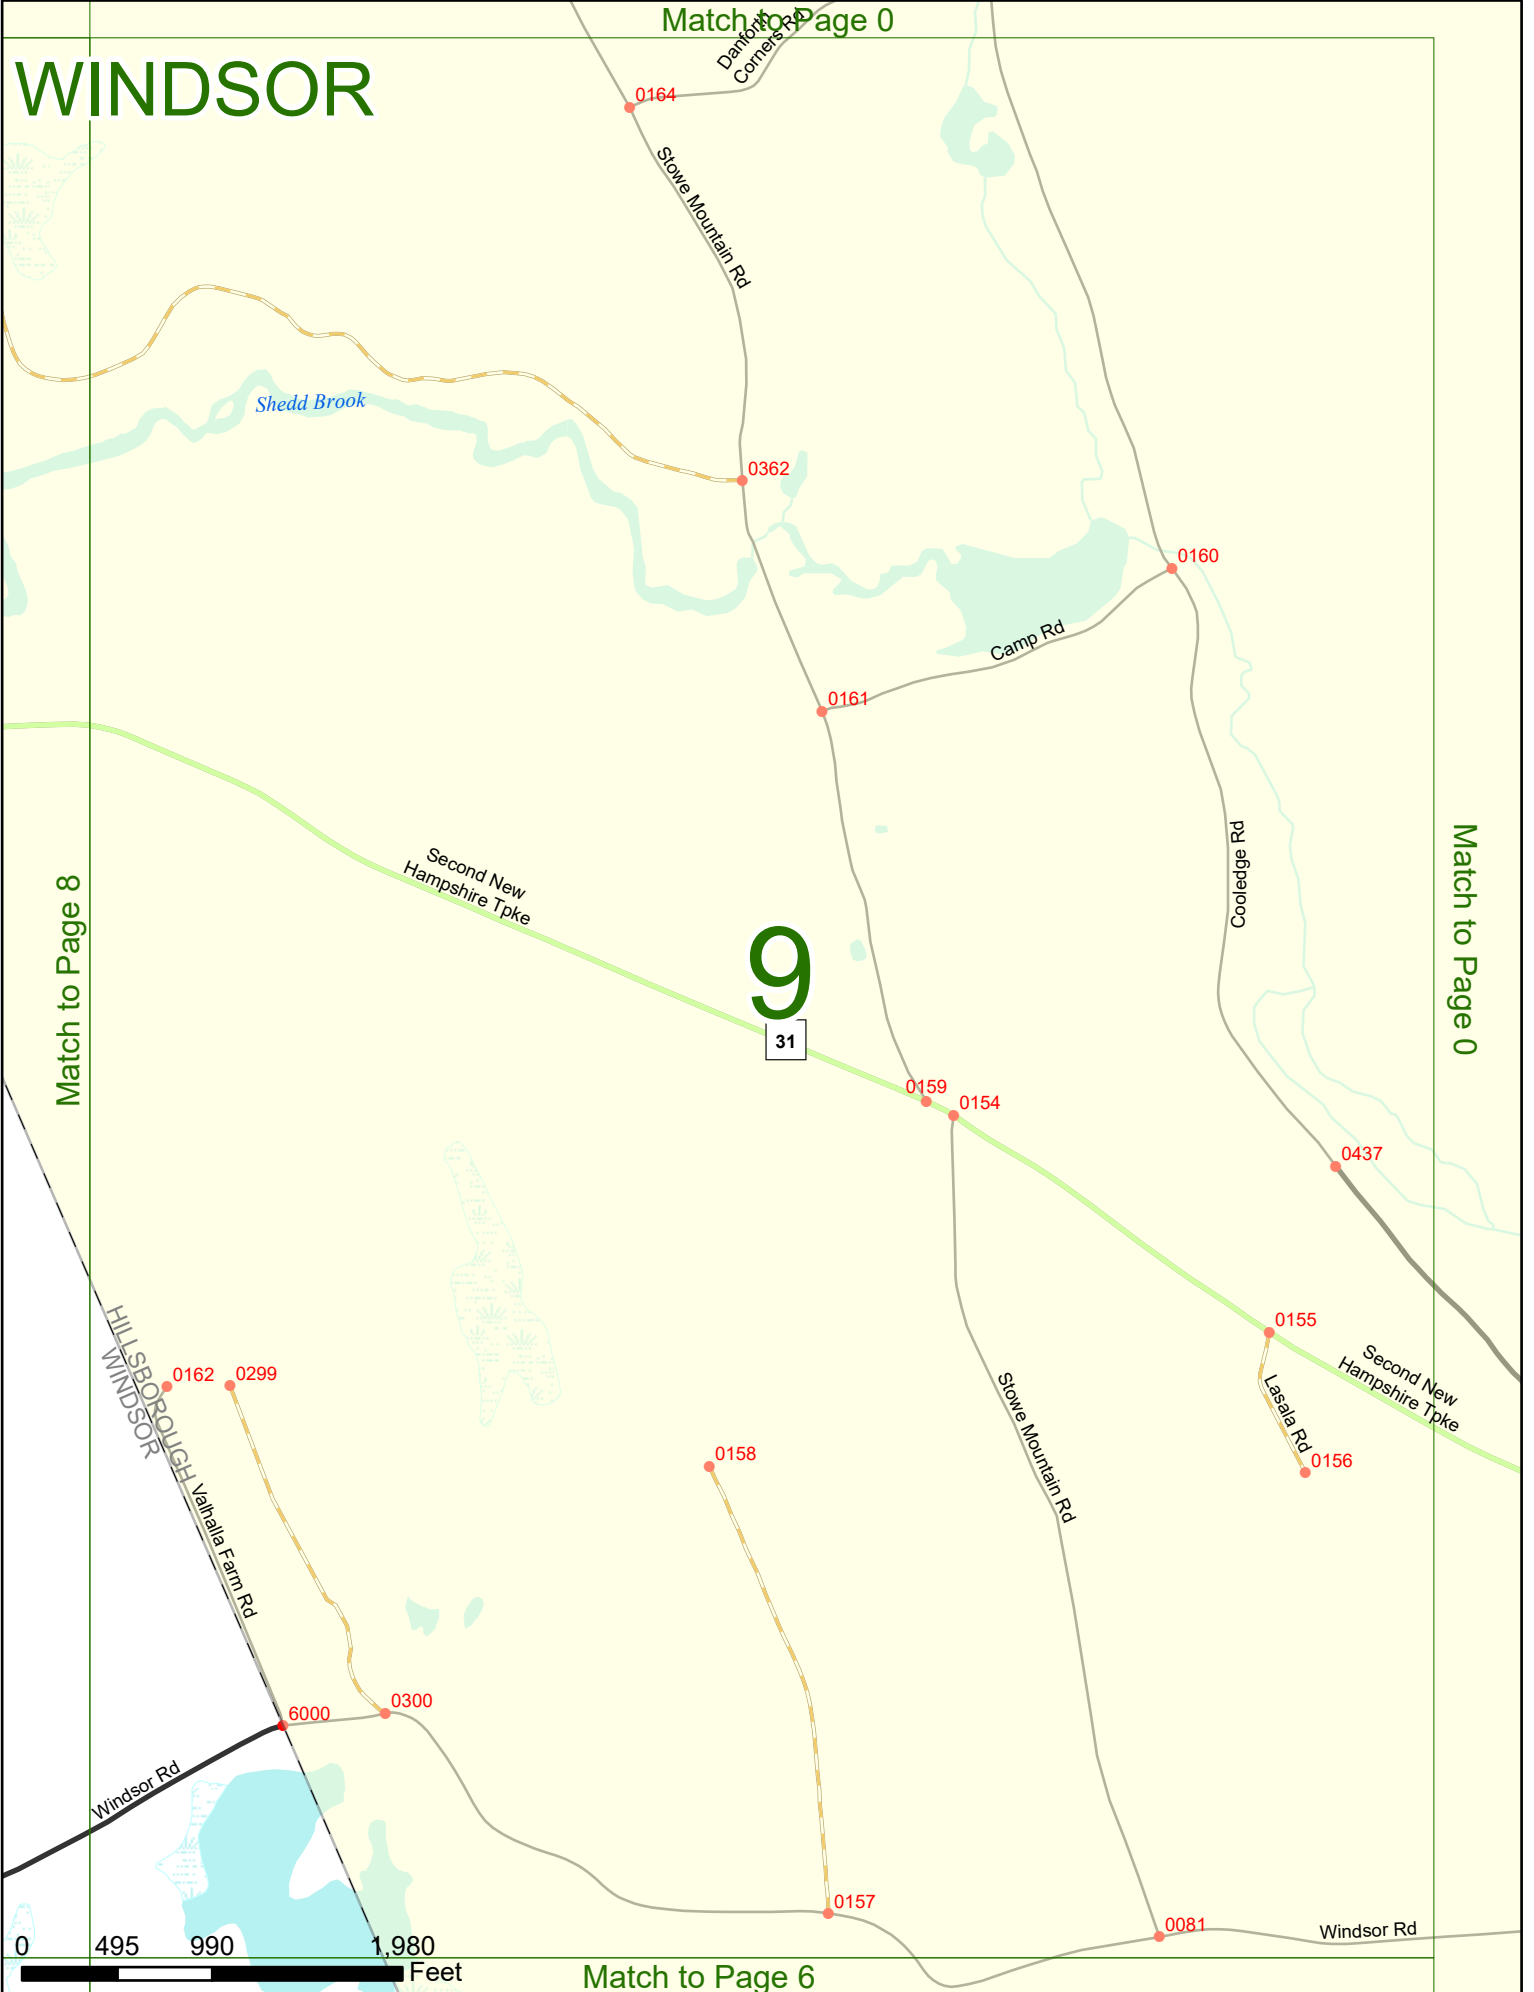 Match to Page 0
WINDSOR
Danforth
Corners Rd
0164
Stowe Mountain Rd
Shedd Brook
0362
0160
Camp Rd
0161
Second New
Hampshire Tpke
Cooledge Rd
Match to Page 8
Match to Page 0
9
31
0159
0154
0437
0155
Second New
Hampshire Tpke
HILLSBOROUGH
WINDSOR
0162
0299
Lasala Rd
0156
0158
Stowe Mountain Rd
Valhalla Farm Rd
6000
0300
Windsor Rd
0157
0081
Windsor Rd
0 495 990 1,980
Feet
Match to Page 6